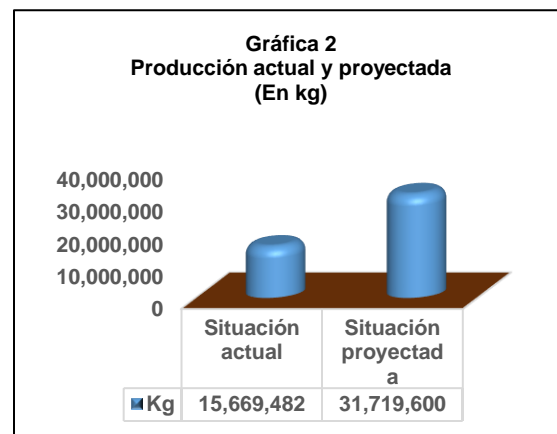 Gráfica 2
Producción actual y proyectada
(En kg)
40,000,000
30,000,000
20,000,000
10,000,000
0
Situación actual
Situación proyectada
Kg 15,669,482 31,719,600